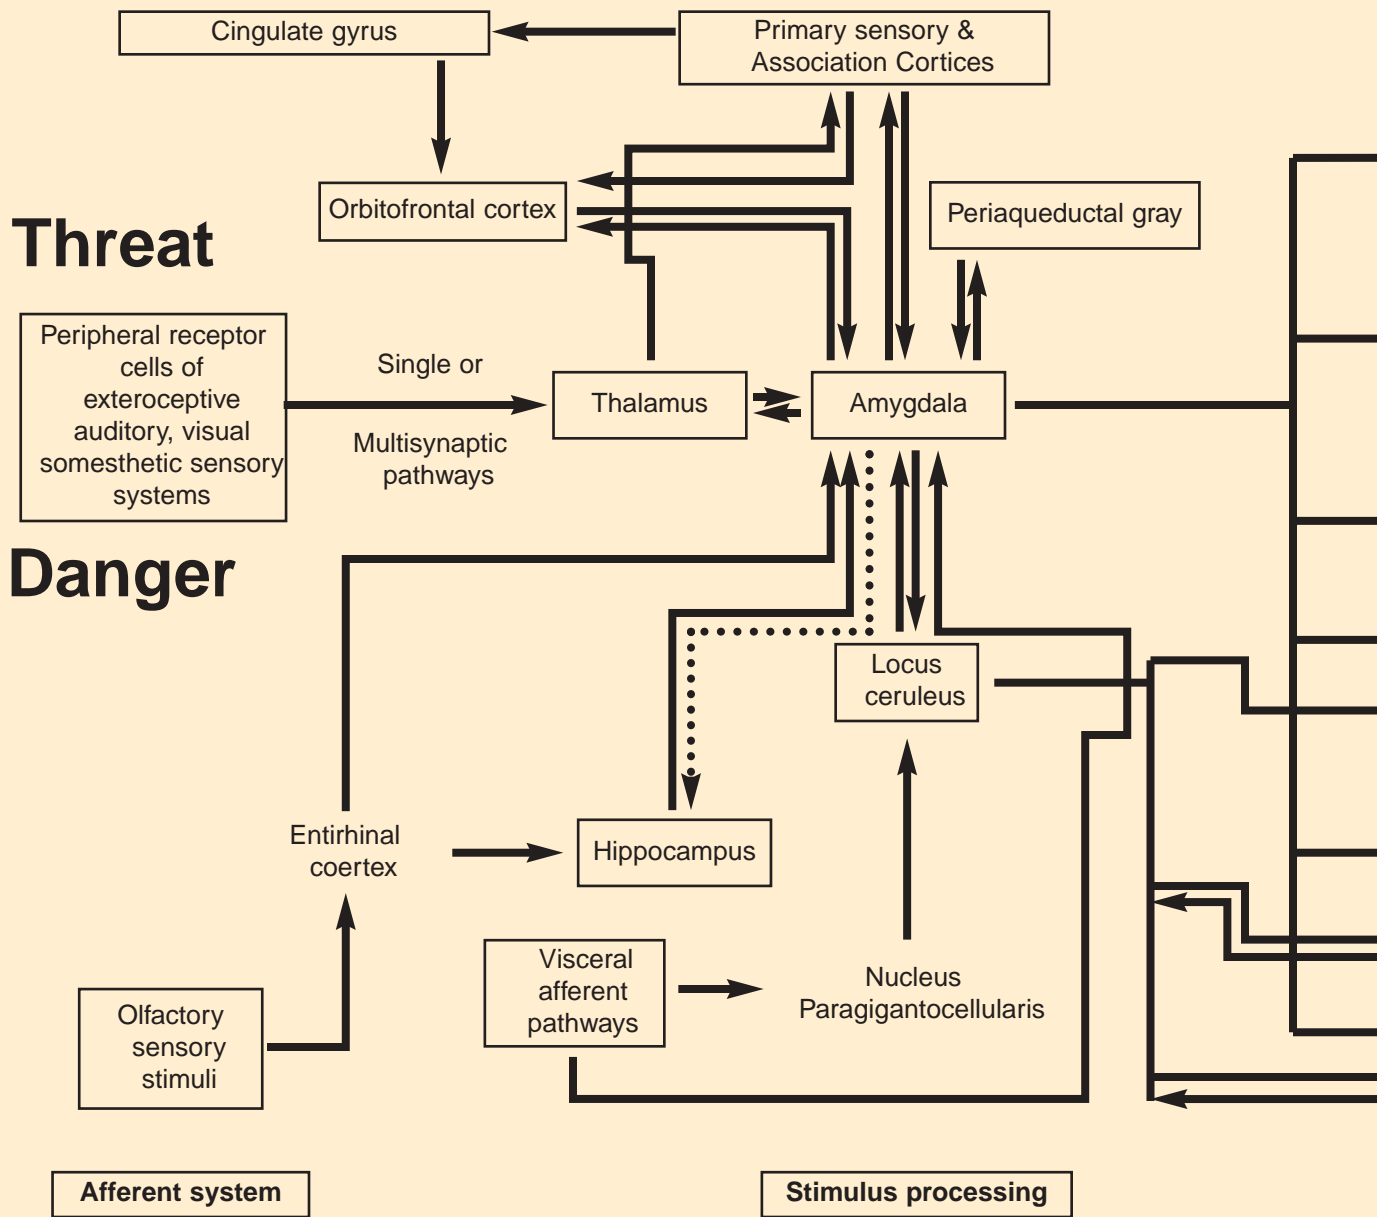 Cingulate gyrus
Primary sensory &
Association Cortices
Orbitofrontal cortex
Periaqueductal gray
Threat
Peripheral receptor
cells of
exteroceptive
auditory, visual
somesthetic sensory
systems
Single or
Multisynaptic
pathways
Thalamus
Amygdala
Danger
Locus
ceruleus
Entirhinal
coertex
Hippocampus
Visceral
afferent
pathways
Nucleus
Paragigantocellularis
Olfactory
sensory
stimuli
Afferent system
Stimulus processing